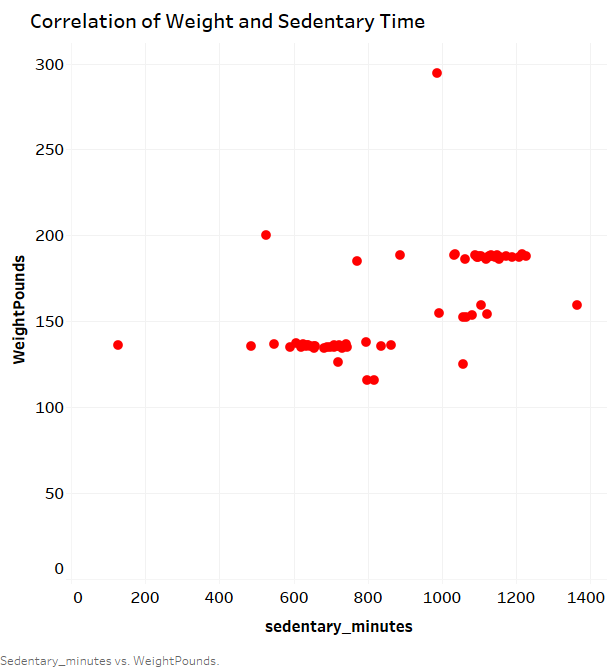 Correlation of Weight and Sedentary Time
300
250
200
150
100
50
0
WeightPounds
0 200 400 600 800 1000 1200 1400
sedentary_minutes
Sedentary_minutes vs. WeightPounds.